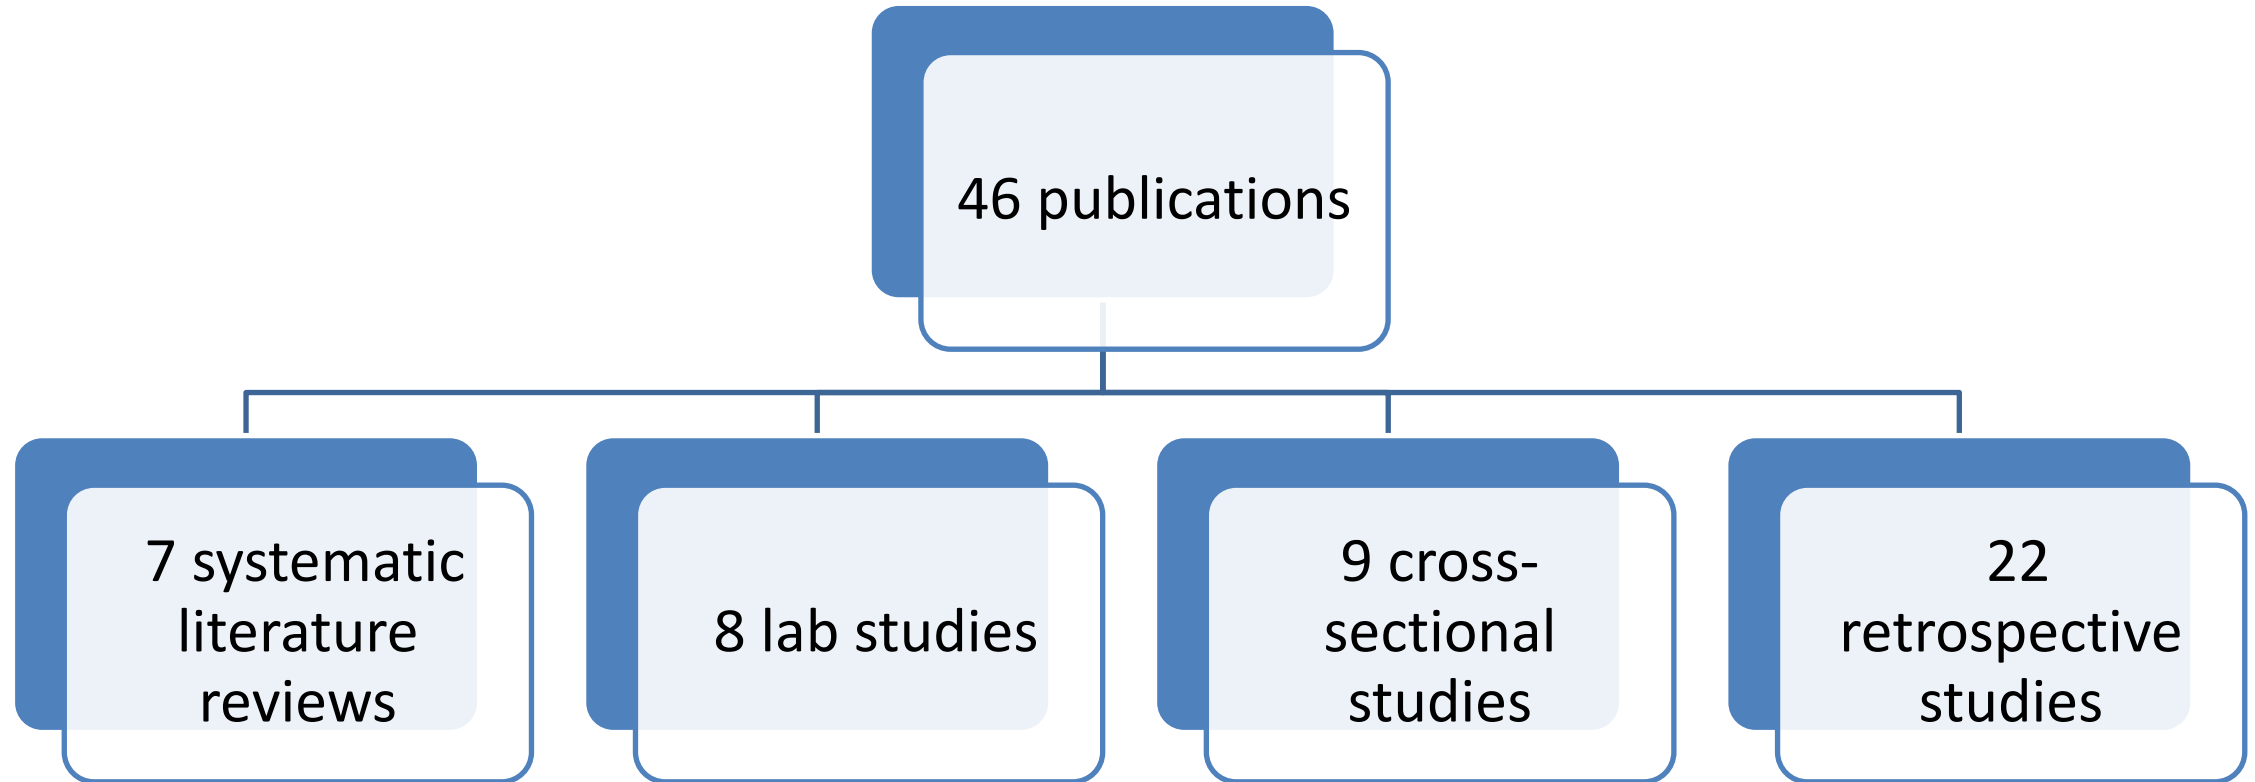 46 publications
7 systematic
literature
reviews
8 lab studies
9 cross-
sectional
studies
22
retrospective
studies